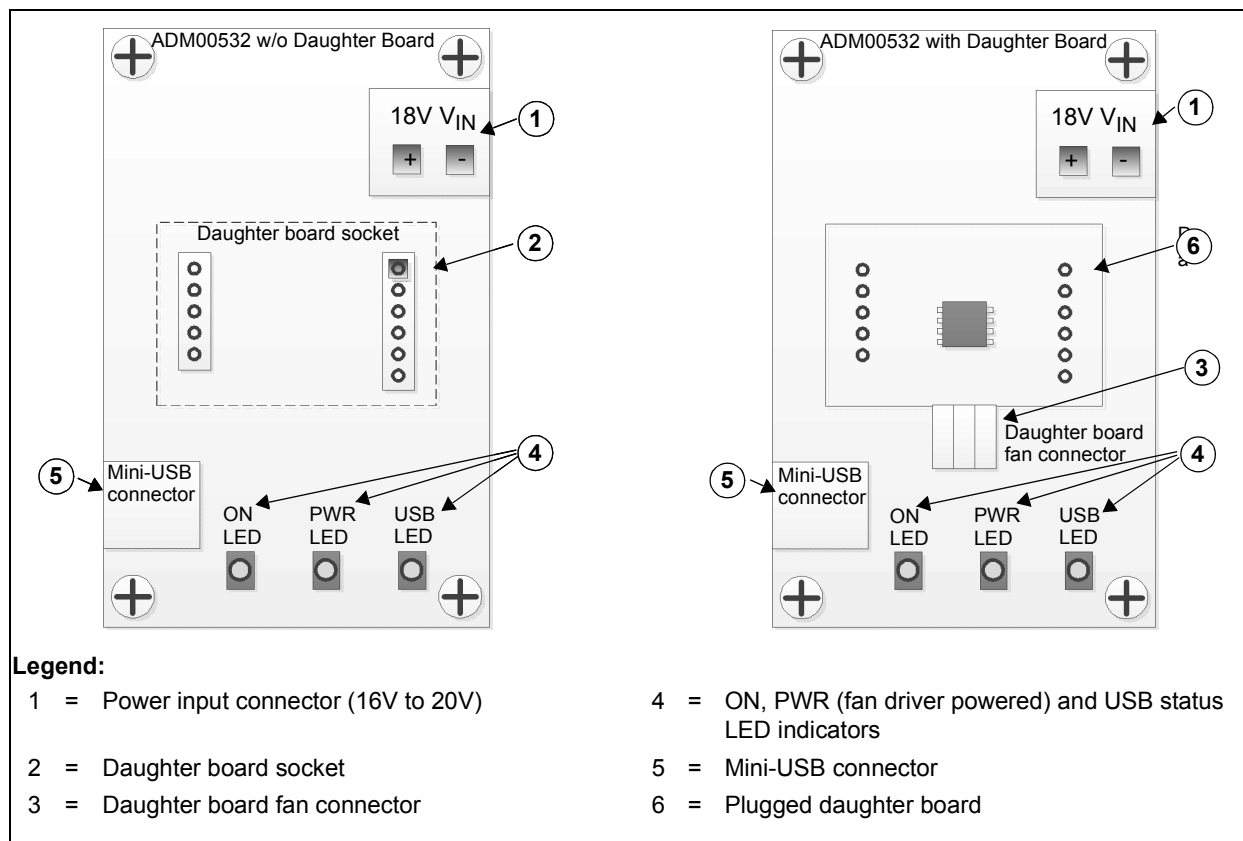 ADM00532 w/o Daughter Board
18V VIN
+ -
1
Daughter board socket
2
5
Mini-USB
connector
4
ON
LED
PWR
LED
USB
LED
ADM00532 with Daughter Board
18V VIN
+ -
1
D
a
6
3
Daughter board
fan connector
5
Mini-USB
connector
4
ON
LED
PWR
LED
USB
LED
Legend:
1 = Power input connector (16V to 20V)
2 = Daughter board socket
3 = Daughter board fan connector
4 = ON, PWR (fan driver powered) and USB status
LED indicators
5 = Mini-USB connector
6 = Plugged daughter board